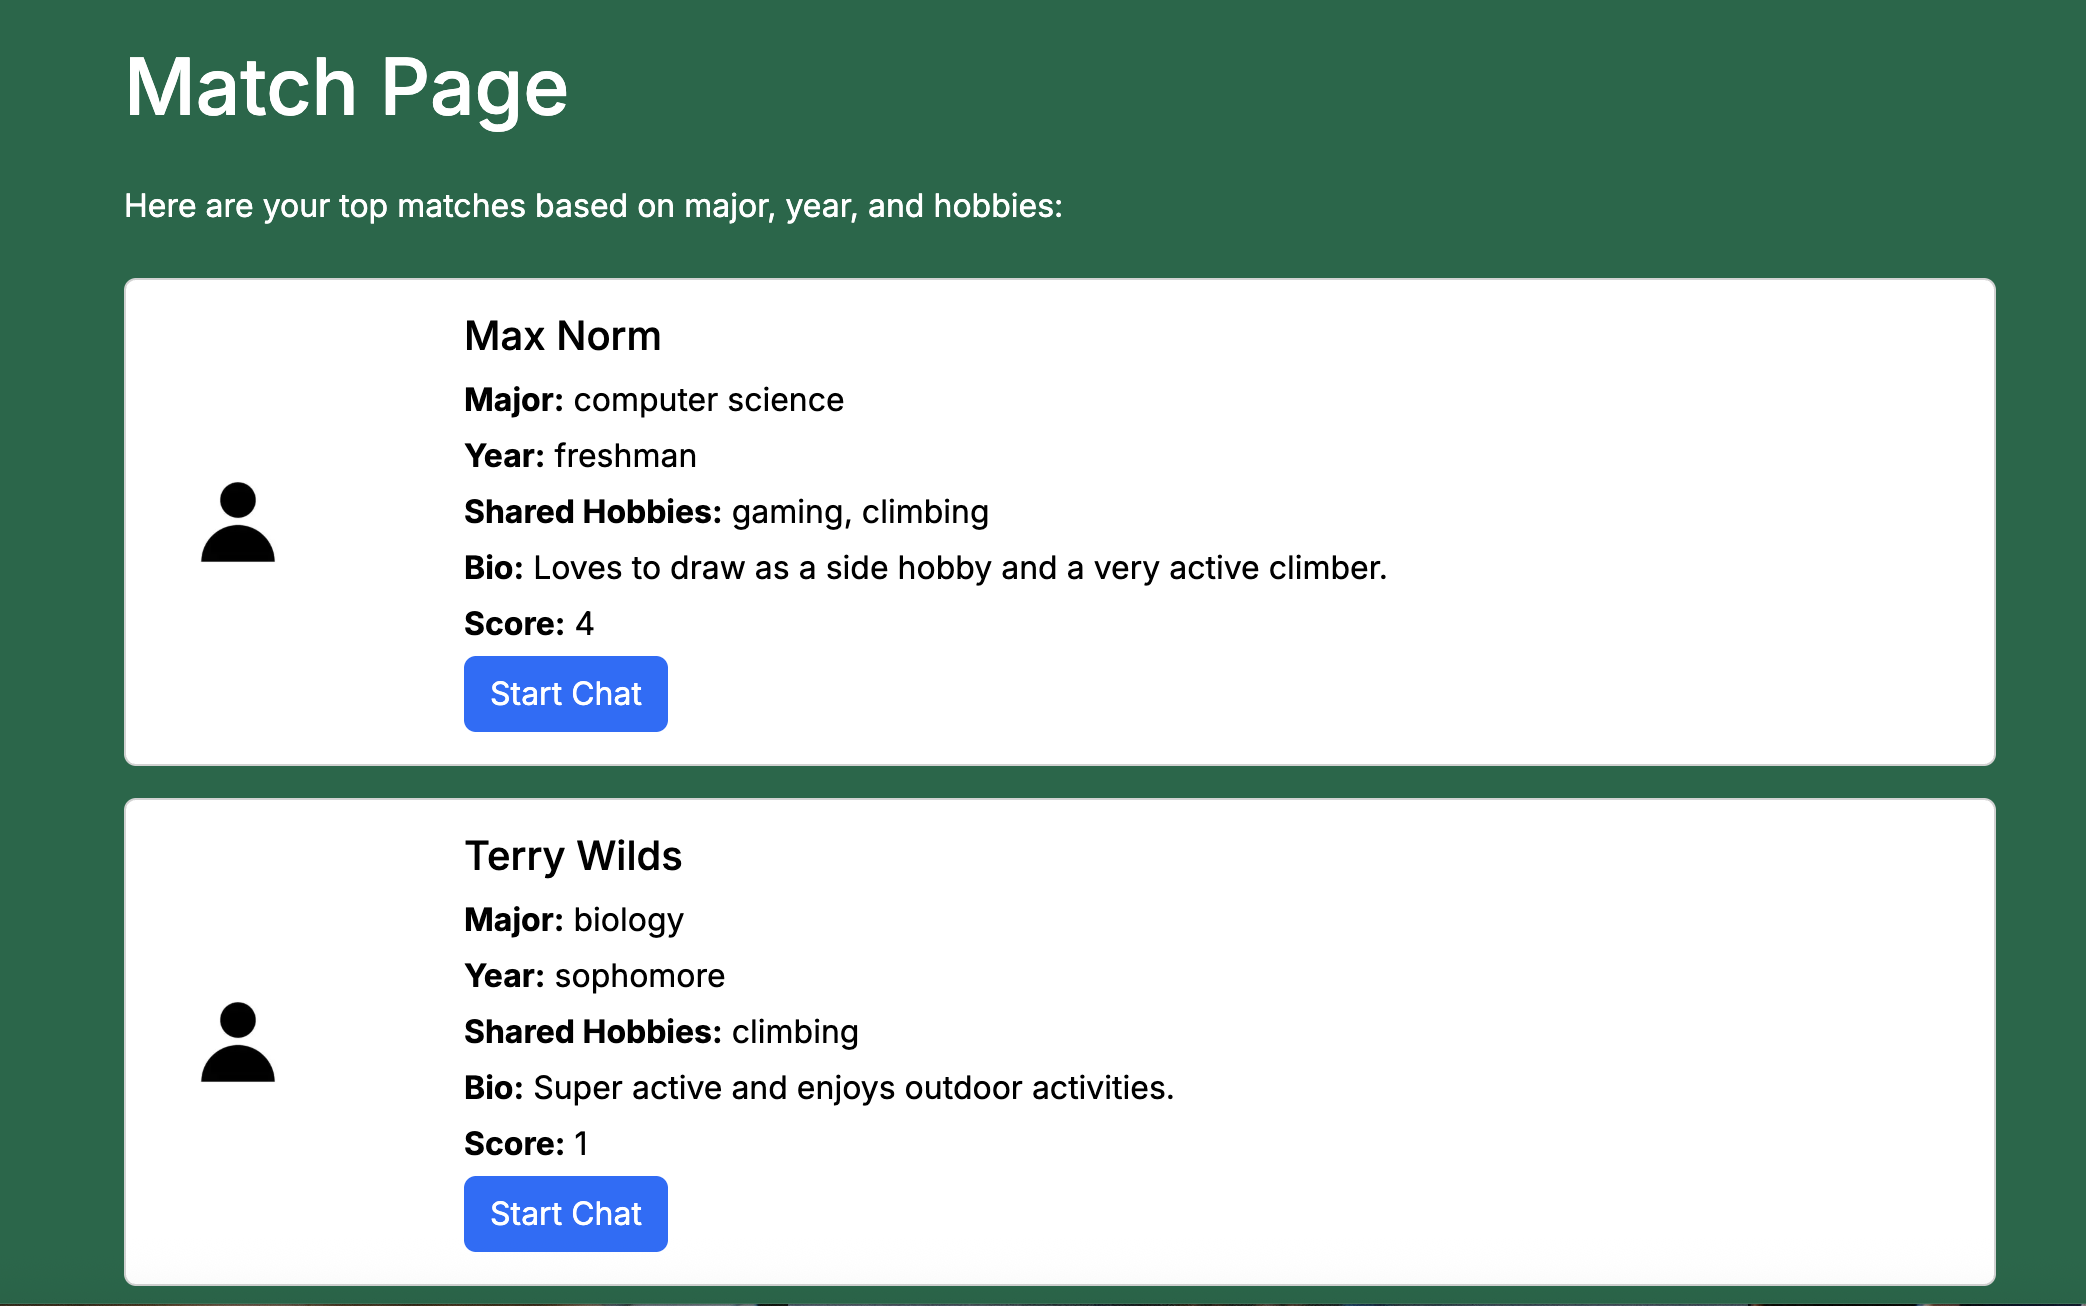 Match Page
Here are your top matches based on major, year, and hobbies:
Max Norm
Major: computer science
Year: freshman
Shared Hobbies: gaming, climbing
Bio: Loves to draw as a side hobby and a very active climber.
Score: 4
Start Chat
Terry Wilds
Major: biology
Year: sophomore
Shared Hobbies: climbing
Bio: Super active and enjoys outdoor activities.
Score: 1
Start Chat